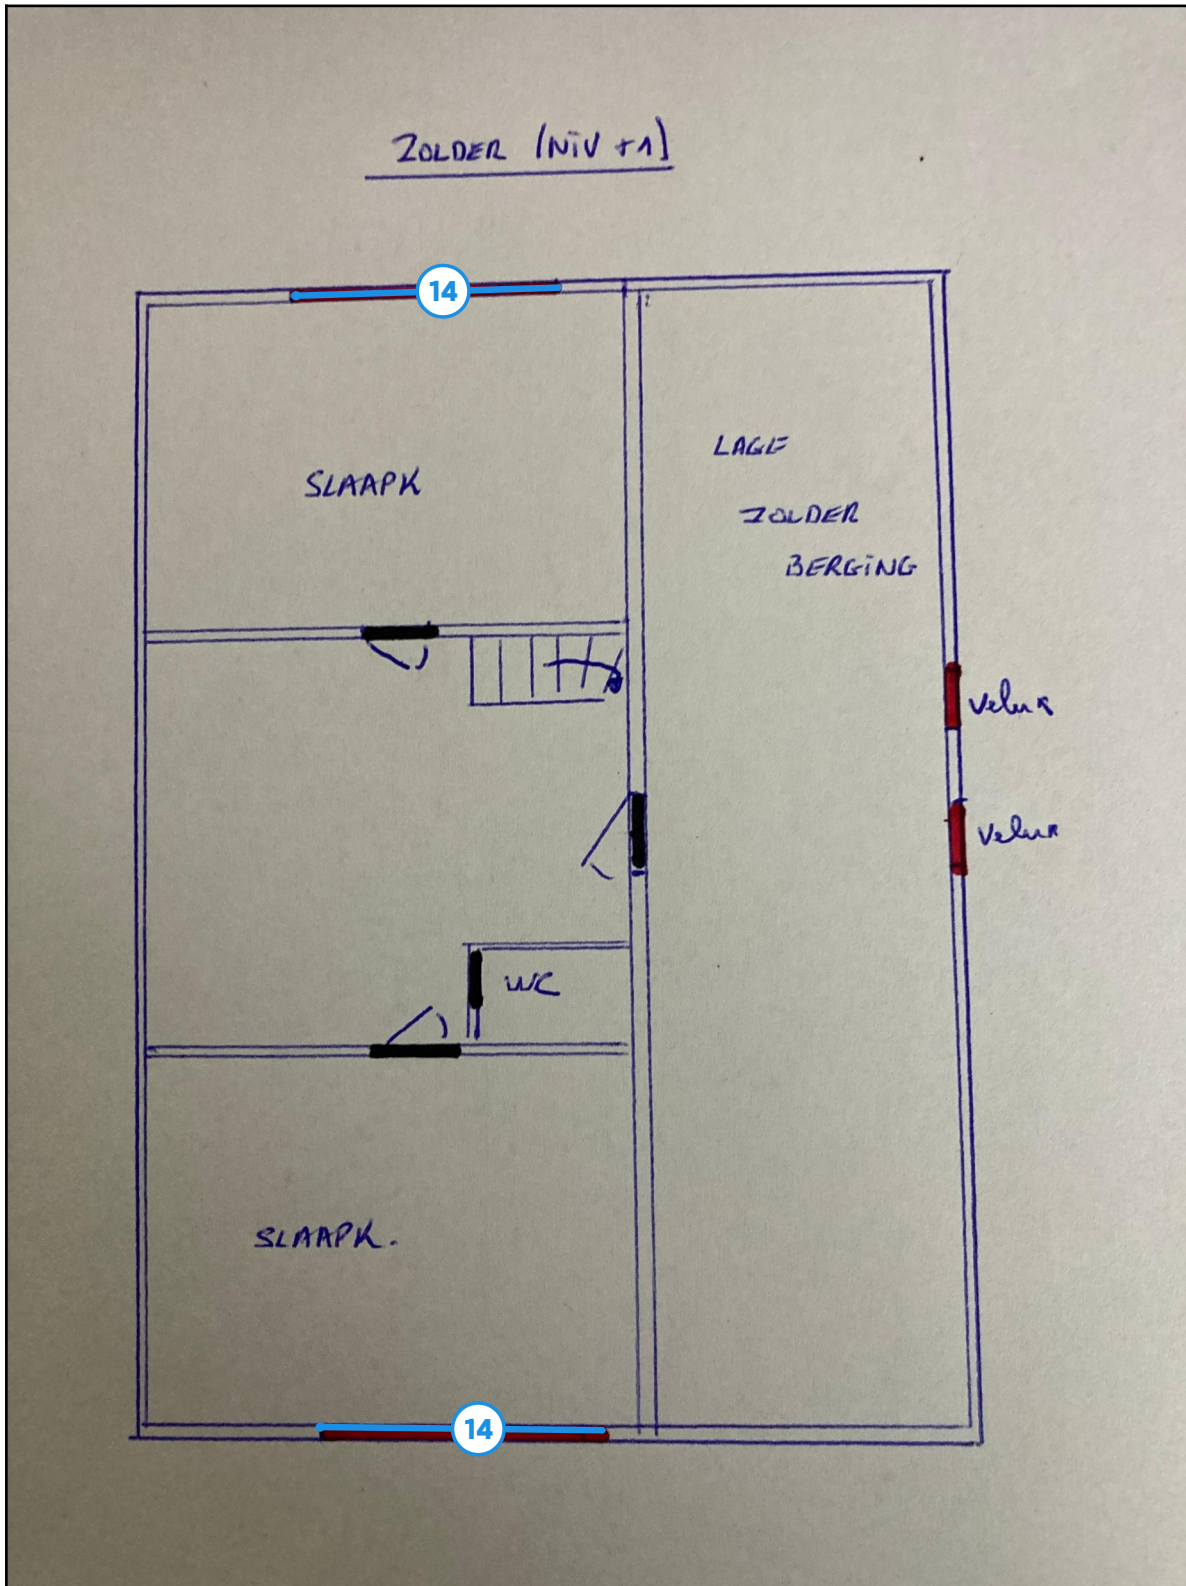 ZOLDER (NIV +1)
14
SLAAPK
LAGE
ZOLDER
BERGING
Velux
Velux
WC
SLAAPK.
14